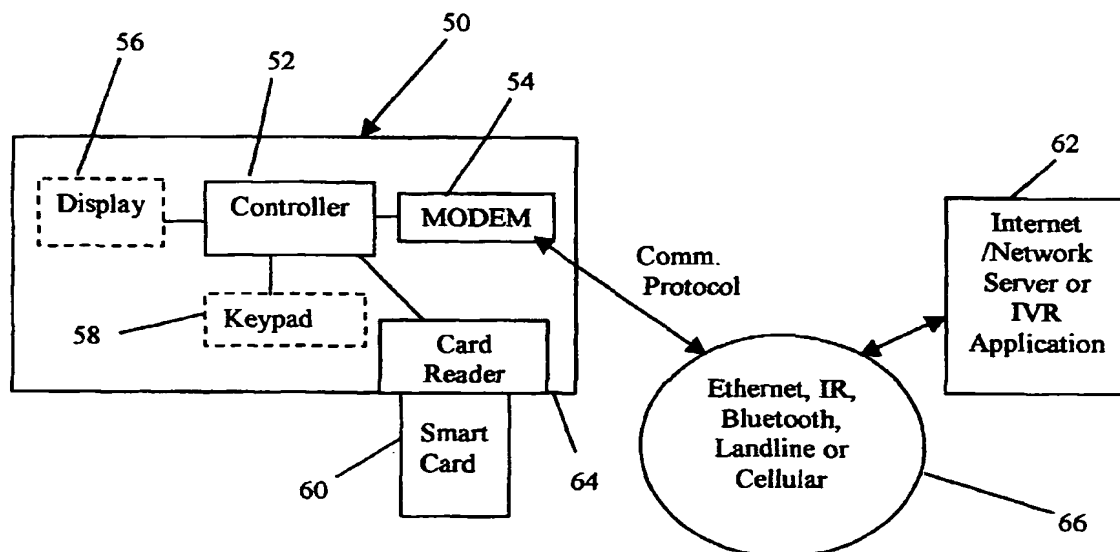 56
52
50
54
62
Display
Controller
MODEM
Internet
/Network
Server or
IVR
Application
Comm.
Protocol
58
Keypad
Card
Reader
Ethernet, IR,
Bluetooth,
Landline or
Cellular
Smart
Card
60
64
66